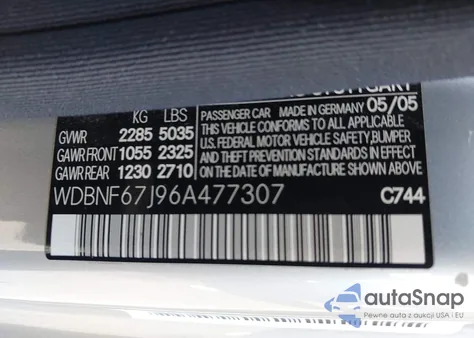 KG LBS
GVWR 2285 5035
GAWR FRONT 1055 2325
GAWR REAR 1230 2710
PASSENGER CAR / MADE IN GERMANY 05/05
THIS VEHICLE CONFORMS TO ALL APPLICABLE
U.S. FEDERAL MOTOR VEHICLE SAFETY, BUMPER
AND THEFT PREVENTION STANDARDS IN EFFECT
ON THE DATE OF MANUFACTURE SHOWN ABOVE.
WDBNF67J96A477307 C744
autoSnap
Pewne auto z aukcji USA i EU